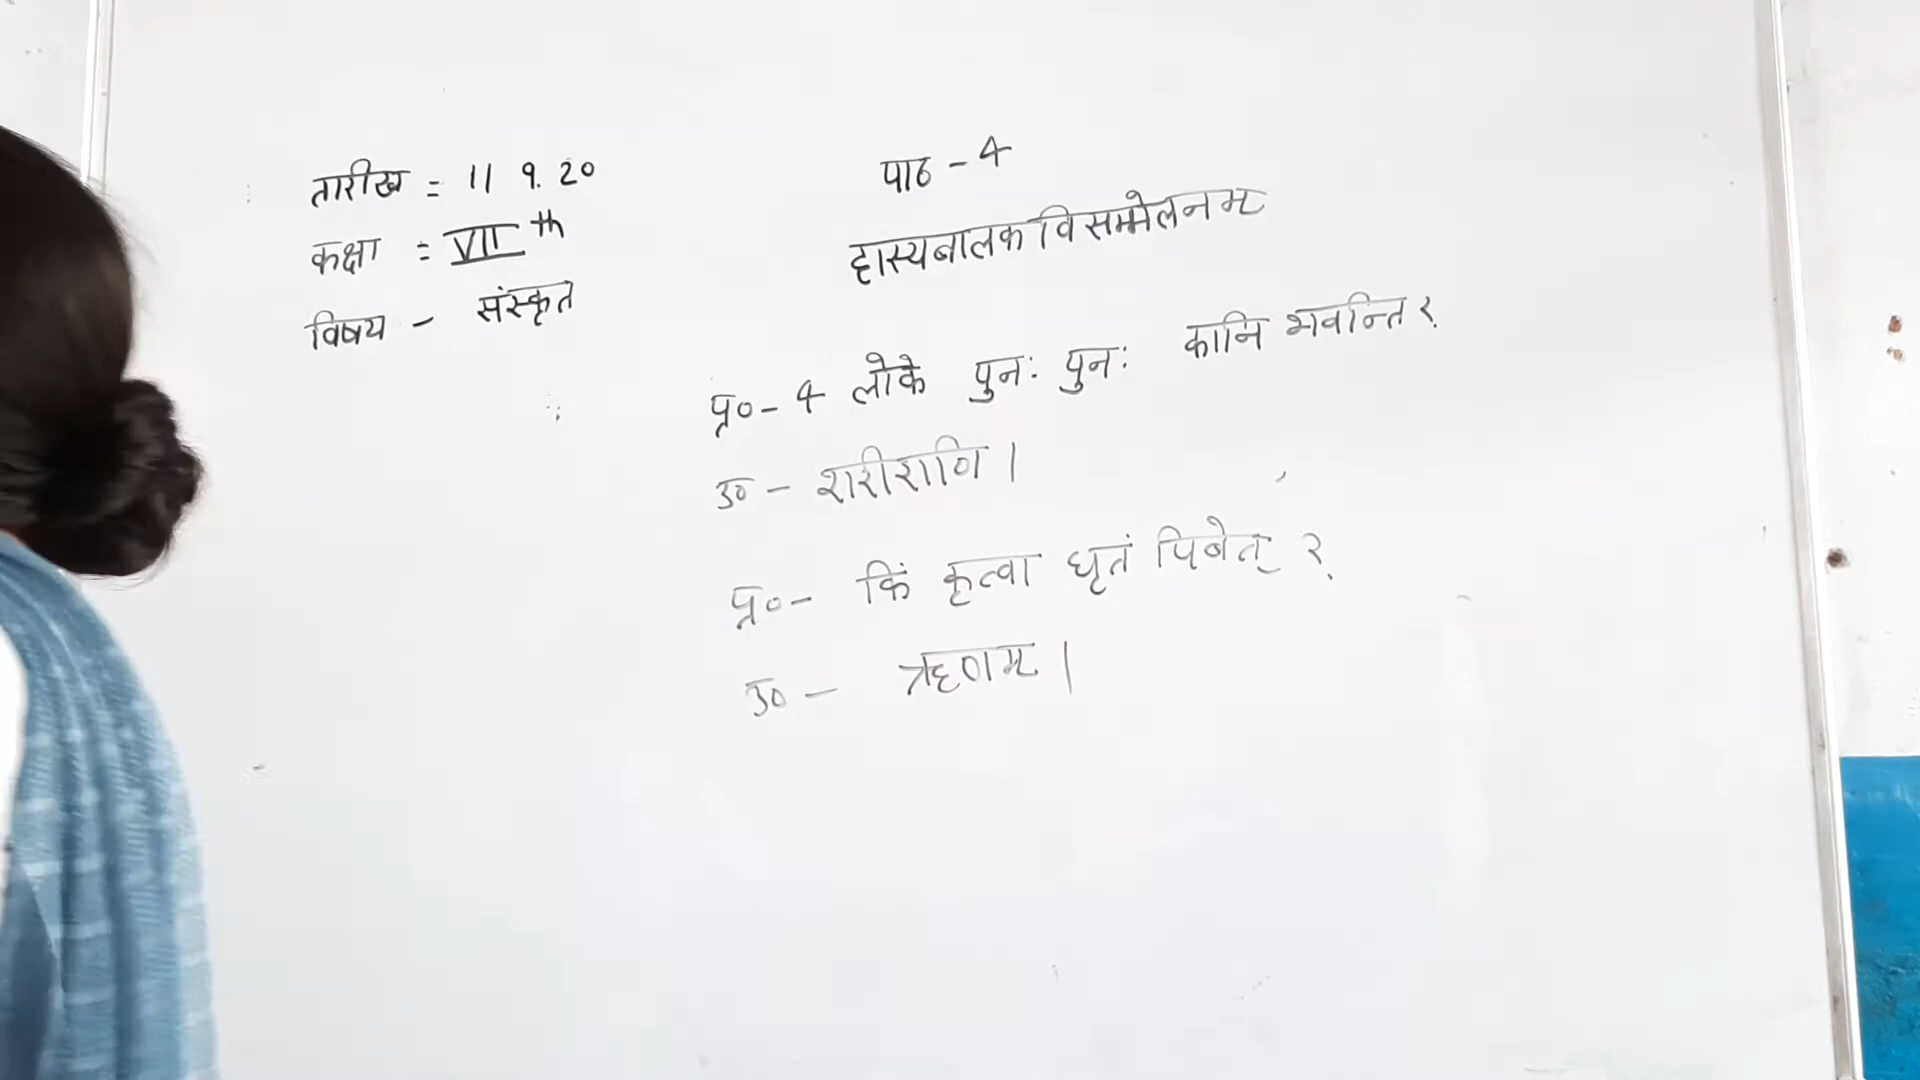 तारीख = 11 9.20
कक्षा = VII th
विषय - संस्कृत
पाठ - 4
हास्यबालकविसम्मेलनम्
प्र०- 4 लोके पुनः पुनः कानि भवन्ति ?
उ० - शरीराणि ।
प्र०- किं कृत्वा घृतं पिबेत् ?
उ० - ऋणम् ।